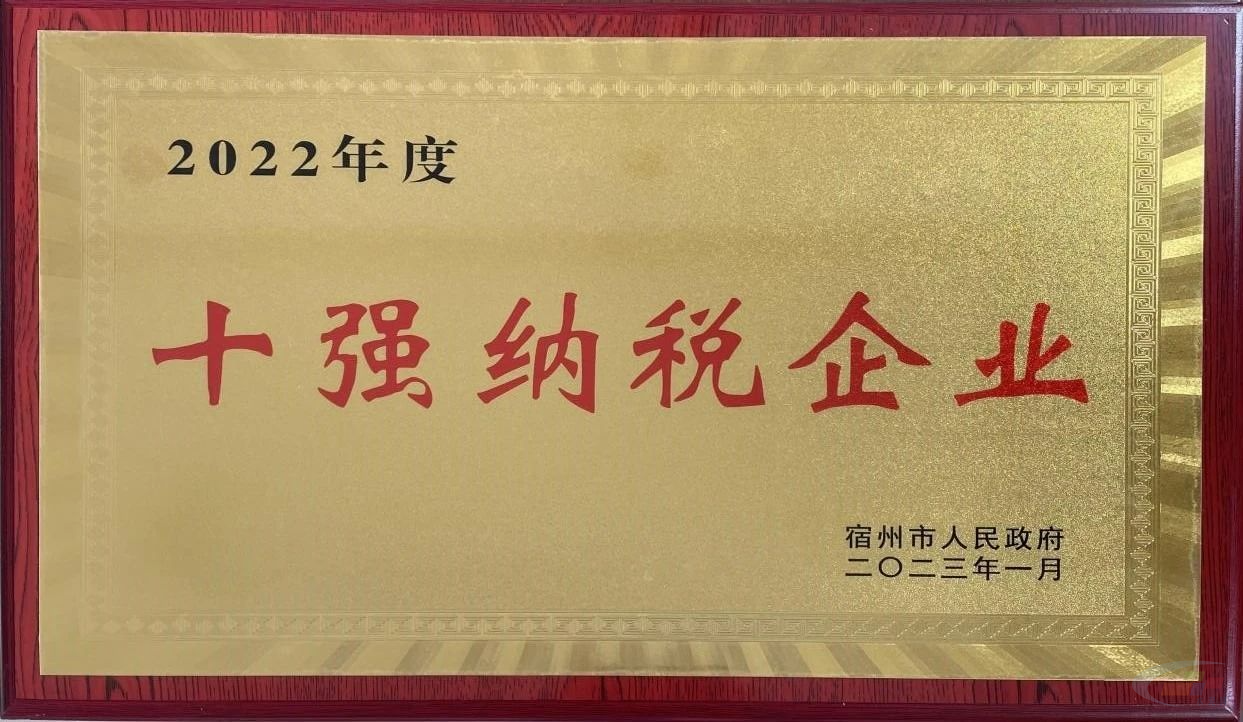 2022年度
十强纳税企业
宿州市人民政府
二〇二三年一月